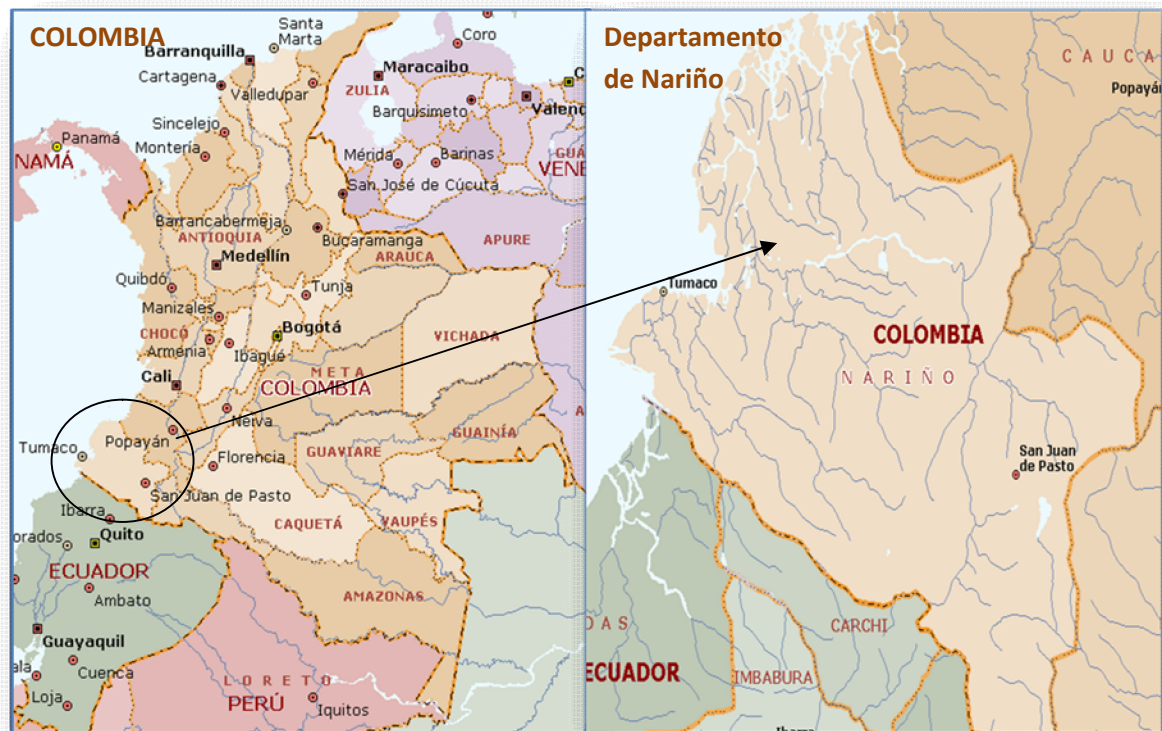 COLOMBIA
Santa
Marta
Barranquilla
Coro
Maracaibo
Cartagena
Valledupar
ZULIA
Barquisimeto
Valenc
Sincelejo
Panamá
NAMÁ
Montería
Mérida
Barinas
GUÁ
VENE
San José de Cúcuta
Barrancabermeja
ANTIOQUIA
Bucaramanga
APURE
ARAUCA
Medellín
Quibdó
Tunja
Manizales
CHOCÓ
Bogotá
VICHADA
Armenia
Ibagué
META
Cali
COLOMBIA
Neiva
Popayán
GUAINÍA
Tumaco
GUAVIARE
Florencia
San Juan de Pasto
Ibarra
CAQUETÁ
VAUPÉS
orados
Quito
ECUADOR
Ambato
AMAZONAS
Guayaquil
ala
Cuenca
LORETO
Loja
PERÚ
Iquitos
Departamento
de Nariño
CAUCA
Popayán
Tumaco
COLOMBIA
NARIÑO
San Juan
de Pasto
DAS
CARCHI
ECUADOR
IMBABURA